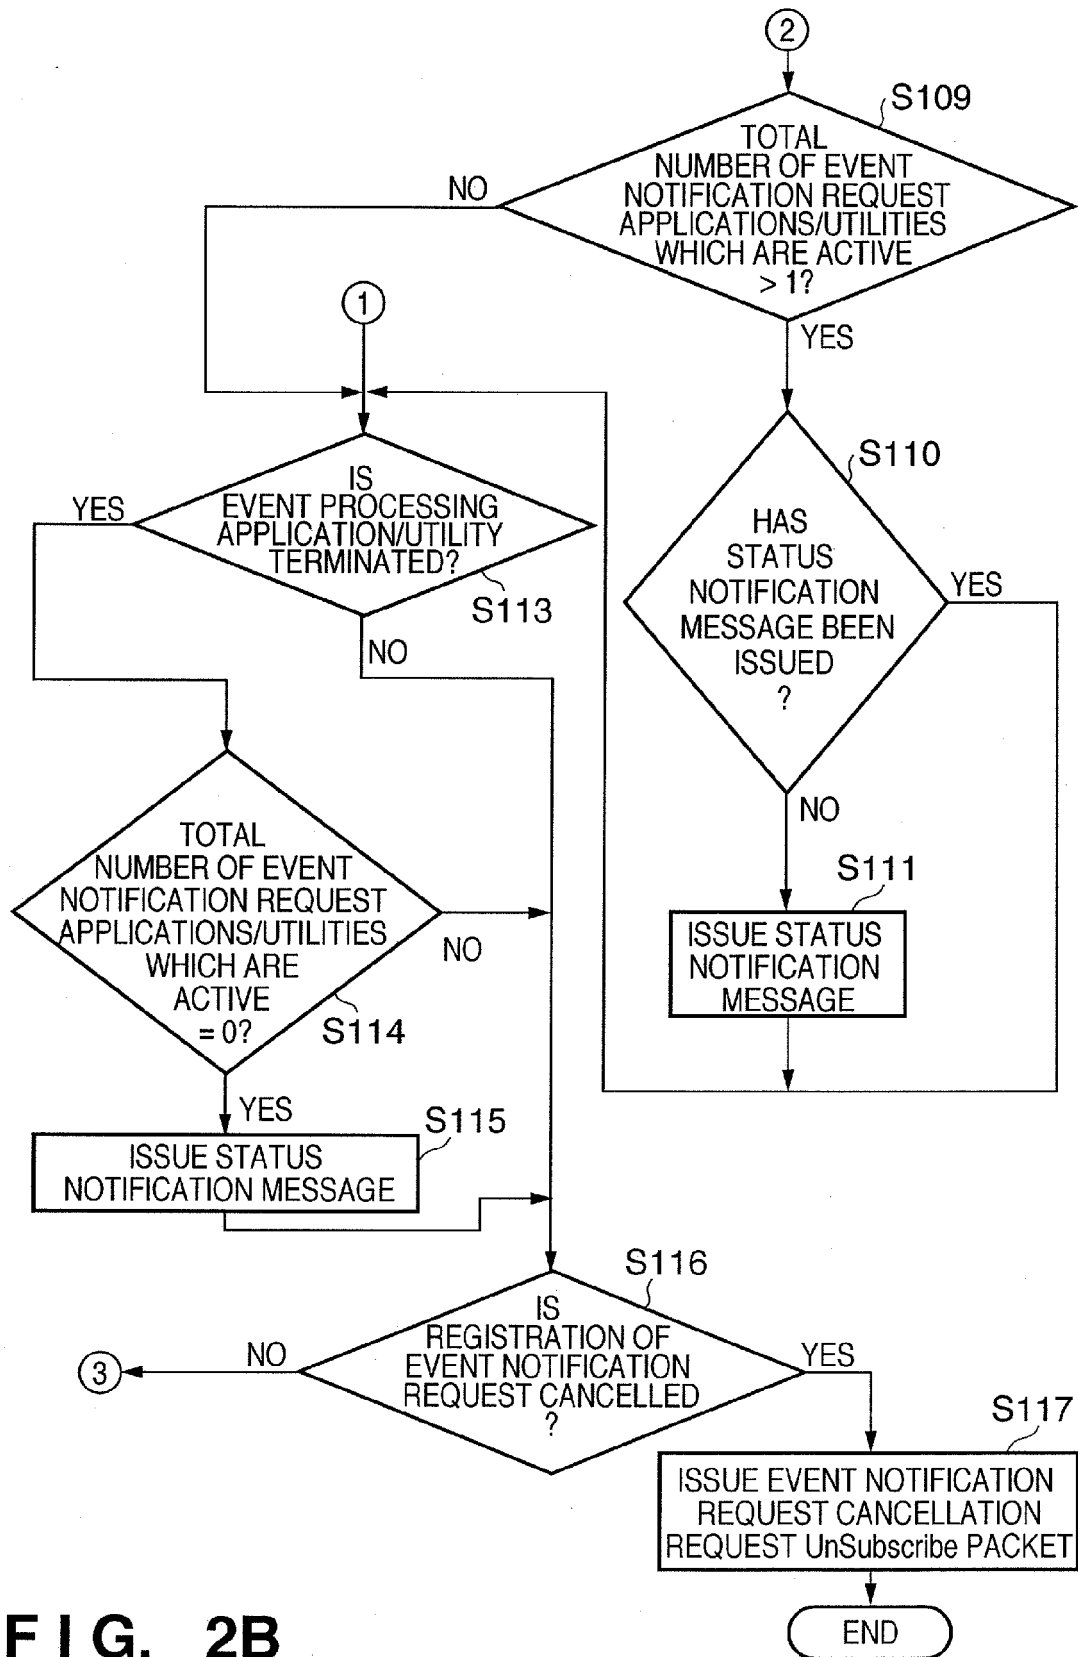 2
S109
TOTAL
NUMBER OF EVENT
NOTIFICATION REQUEST
APPLICATIONS/UTILITIES
WHICH ARE ACTIVE
> 1?
NO
YES
1
S110
HAS
STATUS
NOTIFICATION
MESSAGE BEEN
ISSUED
?
YES
NO
IS
EVENT PROCESSING
APPLICATION/UTILITY
TERMINATED?
YES
S113
NO
S111
ISSUE STATUS
NOTIFICATION
MESSAGE
TOTAL
NUMBER OF EVENT
NOTIFICATION REQUEST
APPLICATIONS/UTILITIES
WHICH ARE
ACTIVE
= 0?
NO
S114
YES
S115
ISSUE STATUS
NOTIFICATION MESSAGE
S116
IS
REGISTRATION OF
EVENT NOTIFICATION
REQUEST CANCELLED
?
NO
3
YES
S117
ISSUE EVENT NOTIFICATION
REQUEST CANCELLATION
REQUEST UnSubscribe PACKET
END
FIG. 2B